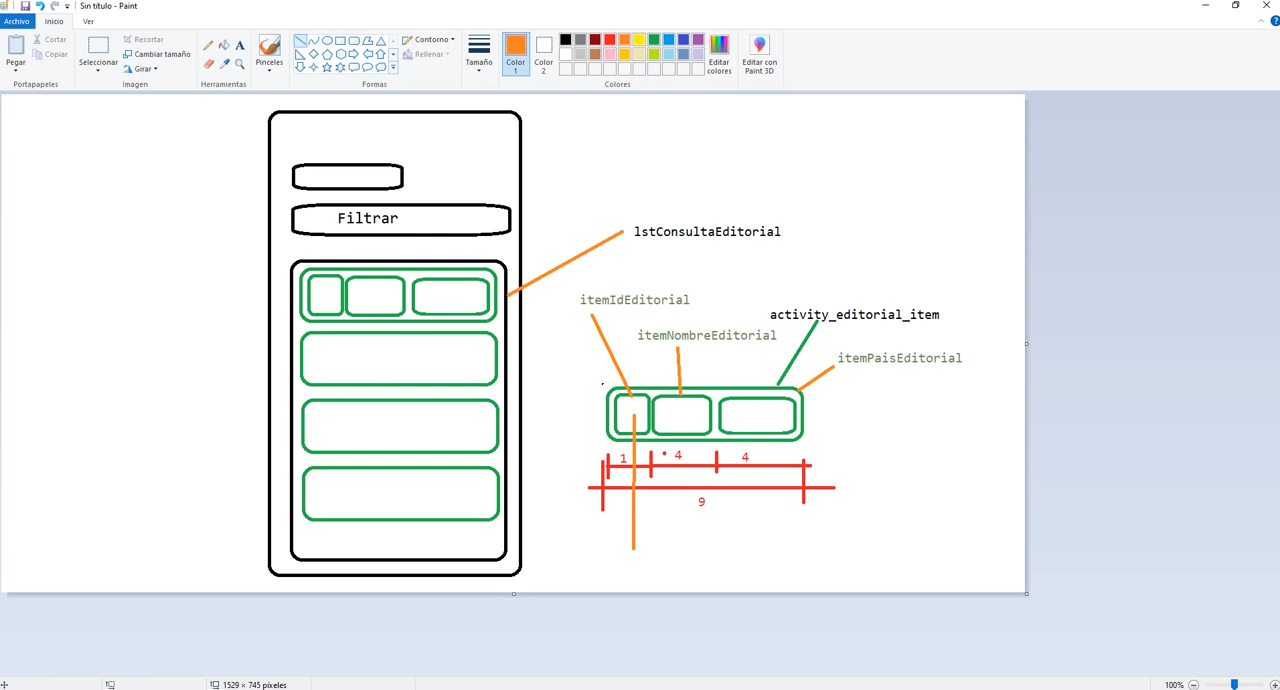 Sin título - Paint
Archivo
Inicio
Ver
Pegar
Cortar
Copiar
Portapapeles
Seleccionar
Recortar
Cambiar tamaño
Girar
Imagen
A
Herramientas
Pinceles
Contorno
Rellenar
Formas
Tamaño
Color
1
Color
2
Editar
colores
Colores
Editar con
Paint 3D
Filtrar
lstConsultaEditorial
itemIdEditorial
activity_editorial_item
itemNombreEditorial
itemPaisEditorial
1
4
4
9
1529 × 745 píxeles
100%